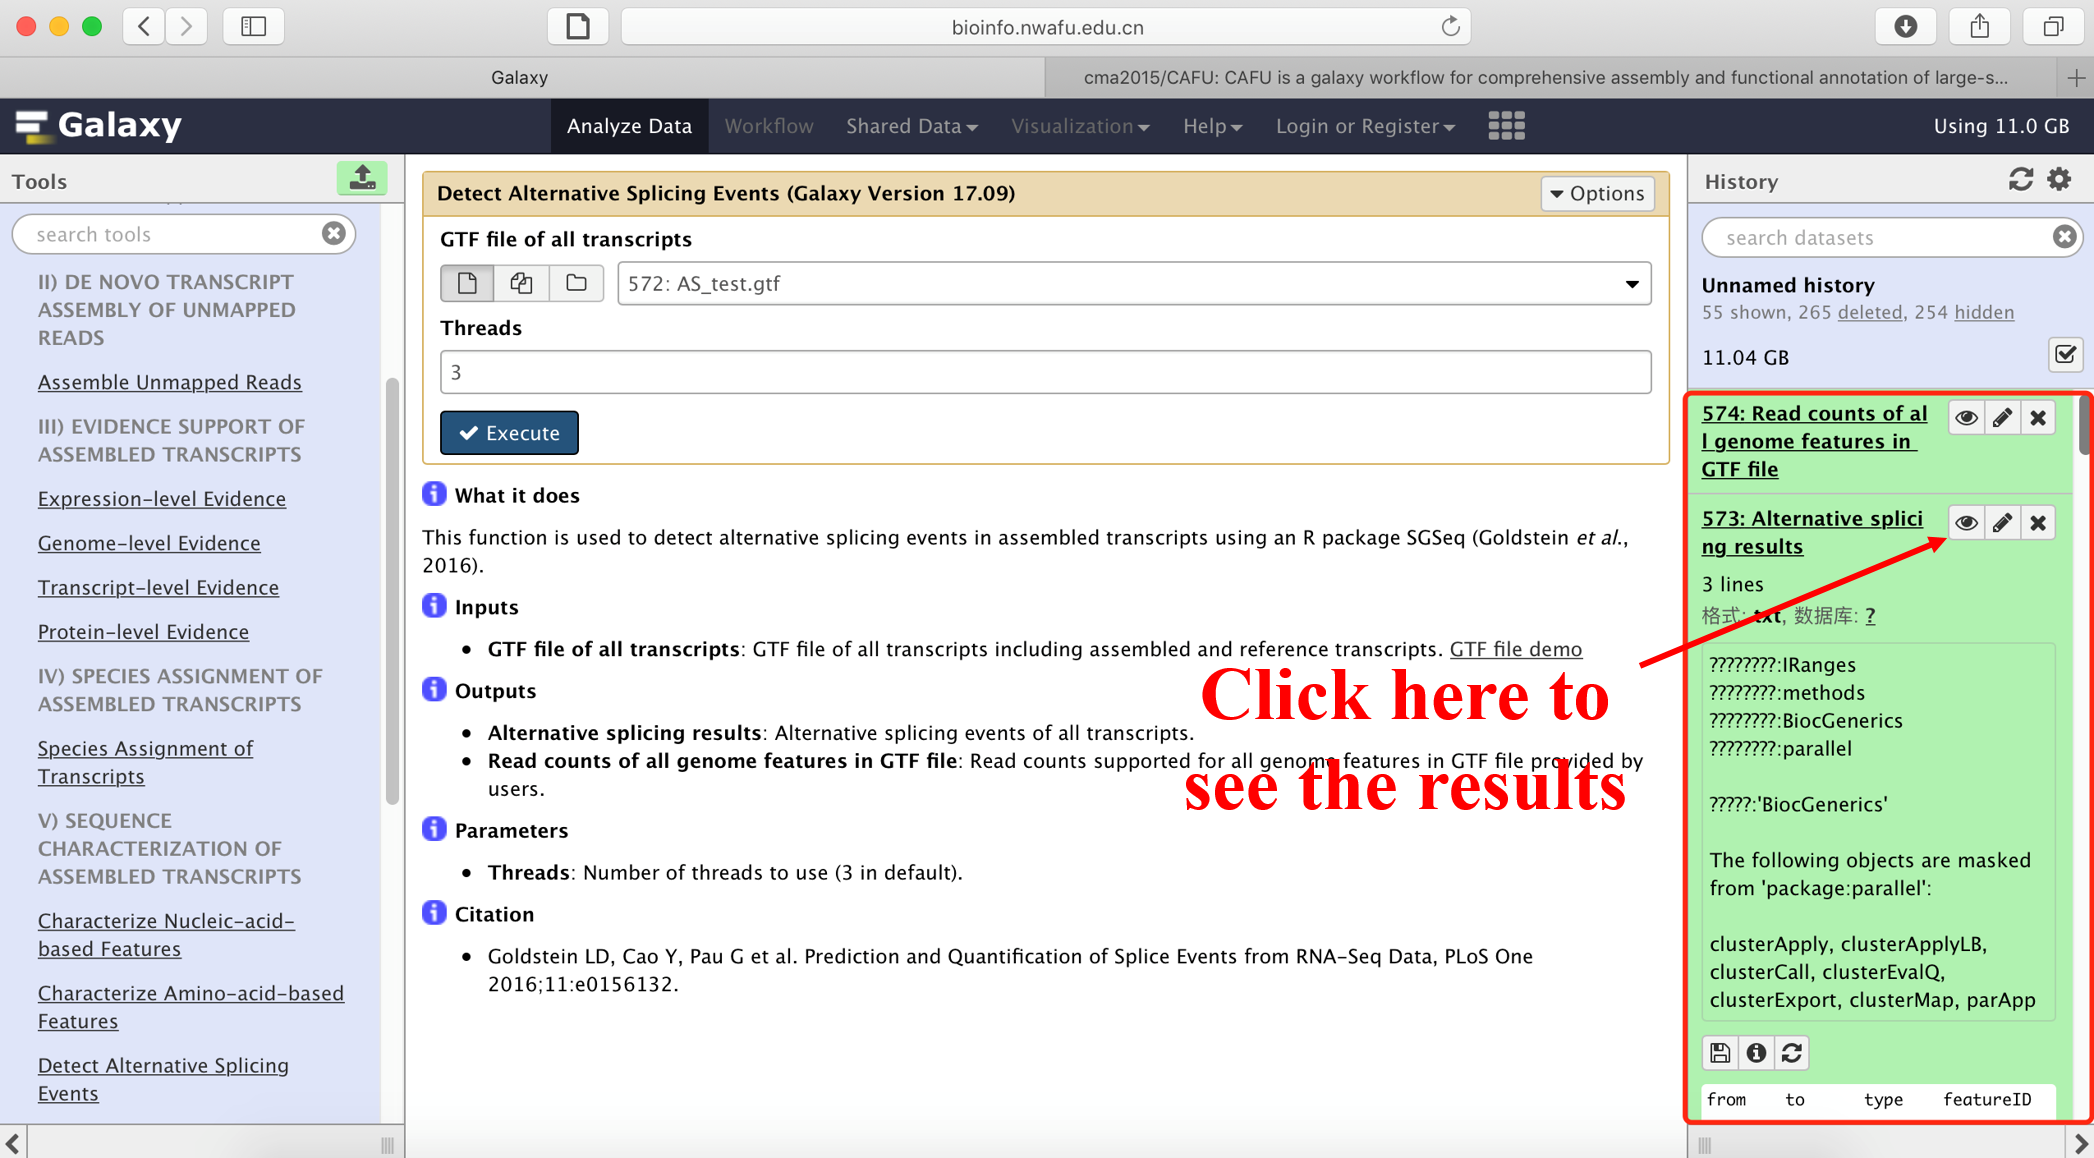 bioinfo.nwafu.edu.cn
Galaxy
cma2015/CAFU: CAFU is a galaxy workflow for comprehensive assembly and functional annotation of large-s...
Galaxy
Analyze Data
Workflow
Shared Data
Visualization
Help
Login or Register
Using 11.0 GB
Tools
search tools
II) DE NOVO TRANSCRIPT
ASSEMBLY OF UNMAPPED
READS
Assemble Unmapped Reads
III) EVIDENCE SUPPORT OF
ASSEMBLED TRANSCRIPTS
Expression-level Evidence
Genome-level Evidence
Transcript-level Evidence
Protein-level Evidence
IV) SPECIES ASSIGNMENT OF
ASSEMBLED TRANSCRIPTS
Species Assignment of
Transcripts
V) SEQUENCE
CHARACTERIZATION OF
ASSEMBLED TRANSCRIPTS
Characterize Nucleic-acid-
based Features
Characterize Amino-acid-based
Features
Detect Alternative Splicing
Events
Detect Alternative Splicing Events (Galaxy Version 17.09)
Options
GTF file of all transcripts
572: AS_test.gtf
Threads
3
Execute
What it does
This function is used to detect alternative splicing events in assembled transcripts using an R package SGSeq (Goldstein et al.,
2016).
Inputs
• GTF file of all transcripts: GTF file of all transcripts including assembled and reference transcripts. GTF file demo
Outputs
• Alternative splicing results: Alternative splicing events of all transcripts.
• Read counts of all genome features in GTF file: Read counts supported for all genome features in GTF file provided by
users.
Parameters
• Threads: Number of threads to use (3 in default).
Citation
• Goldstein LD, Cao Y, Pau G et al. Prediction and Quantification of Splice Events from RNA-Seq Data, PLoS One
2016;11:e0156132.
Click here to
see the results
History
search datasets
Unnamed history
55 shown, 265 deleted, 254 hidden
11.04 GB
574: Read counts of al
l genome features in
GTF file
573: Alternative splici
ng results
3 lines
格式: txt, 数据库: ?
????????:IRanges
????????:methods
????????:BiocGenerics
????????:parallel
?????:'BiocGenerics'
The following objects are masked
from 'package:parallel':
clusterApply, clusterApplyLB,
clusterCall, clusterEvalQ,
clusterExport, clusterMap, parApp
from to type featureID